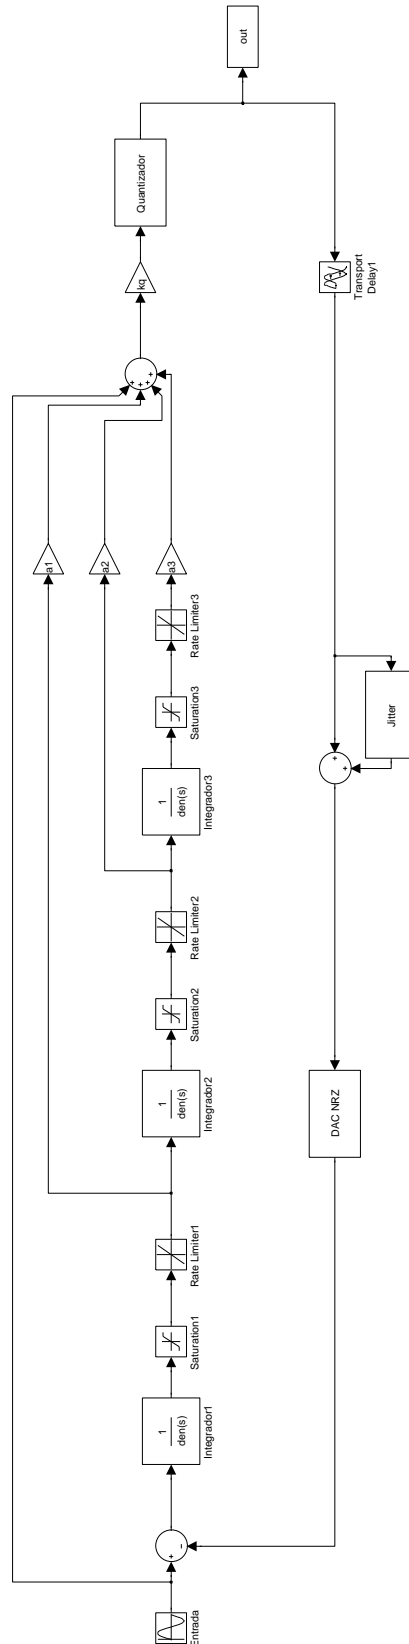 Entrada
+
−
1
den(s)
Integrador1
Saturation1
Rate Limiter1
1
den(s)
Integrador2
Saturation2
Rate Limiter2
1
den(s)
Integrador3
Saturation3
Rate Limiter3
a1
a2
a3
+
+
+
+
kq
Quantizador
out
Transport
Delay1
Jitter
+
+
DAC NRZ